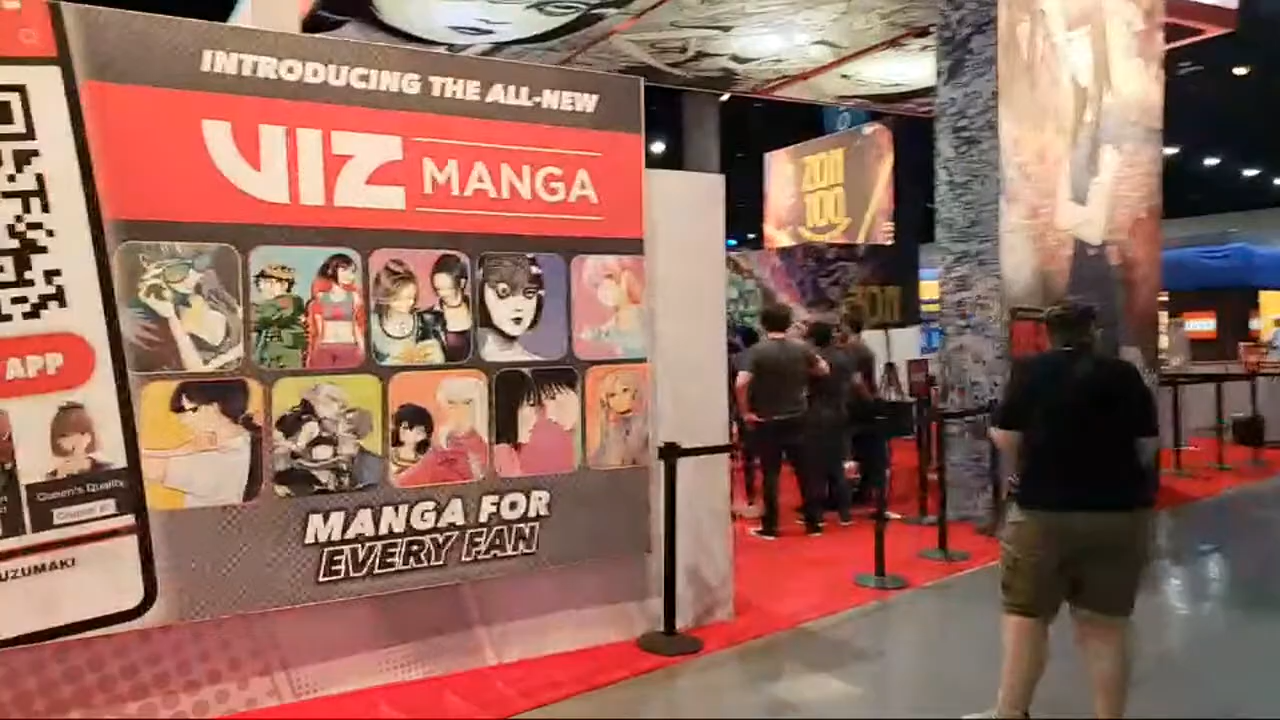 INTRODUCING THE ALL-NEW
VIZ MANGA
MANGA FOR
EVERY FAN
APP
Queen's Quality
UZUMAKI
ZOM
100